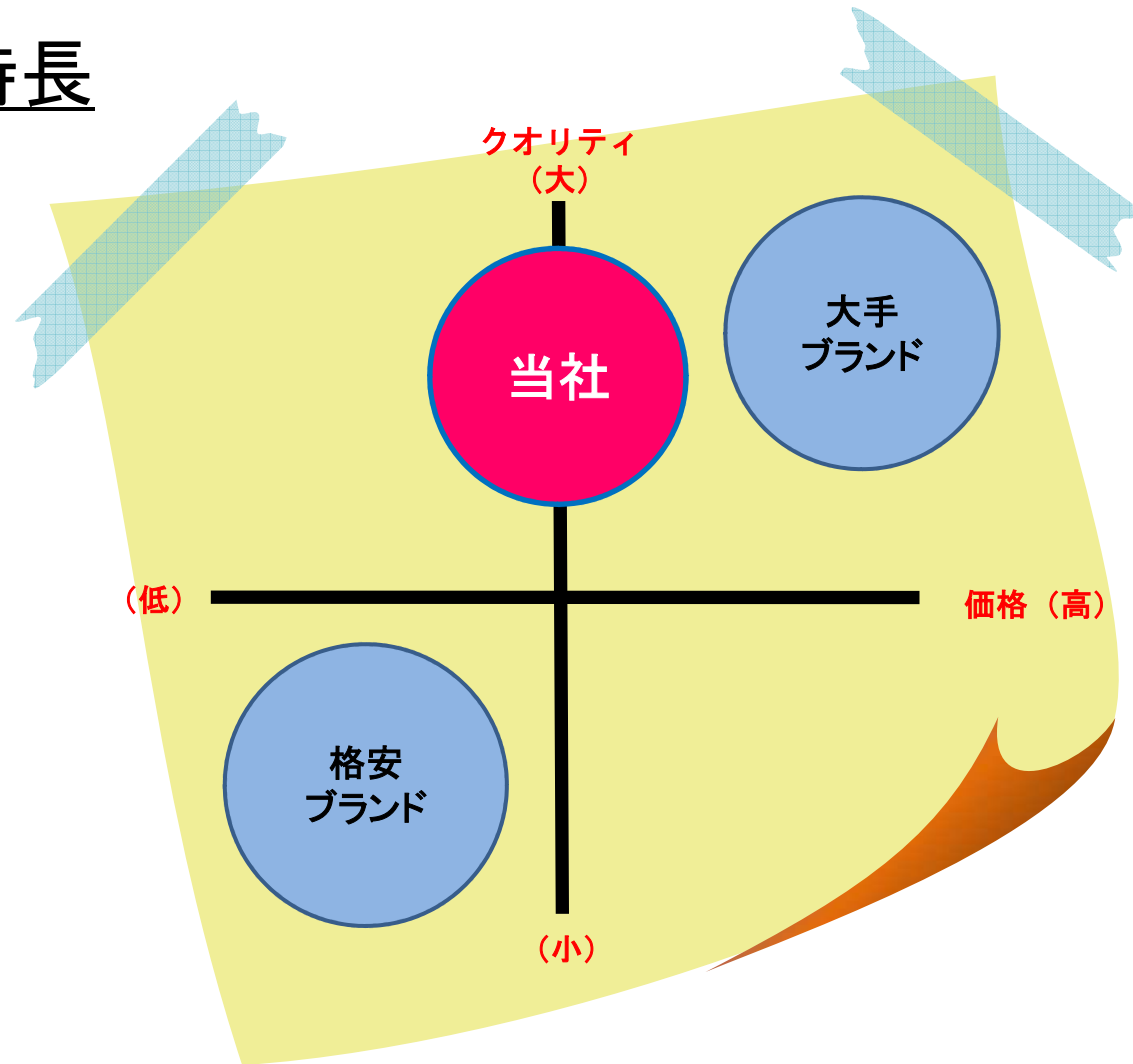 特長
クオリティ
（大）
大手
ブランド
当社
（低）
価格（高）
格安
ブランド
（小）